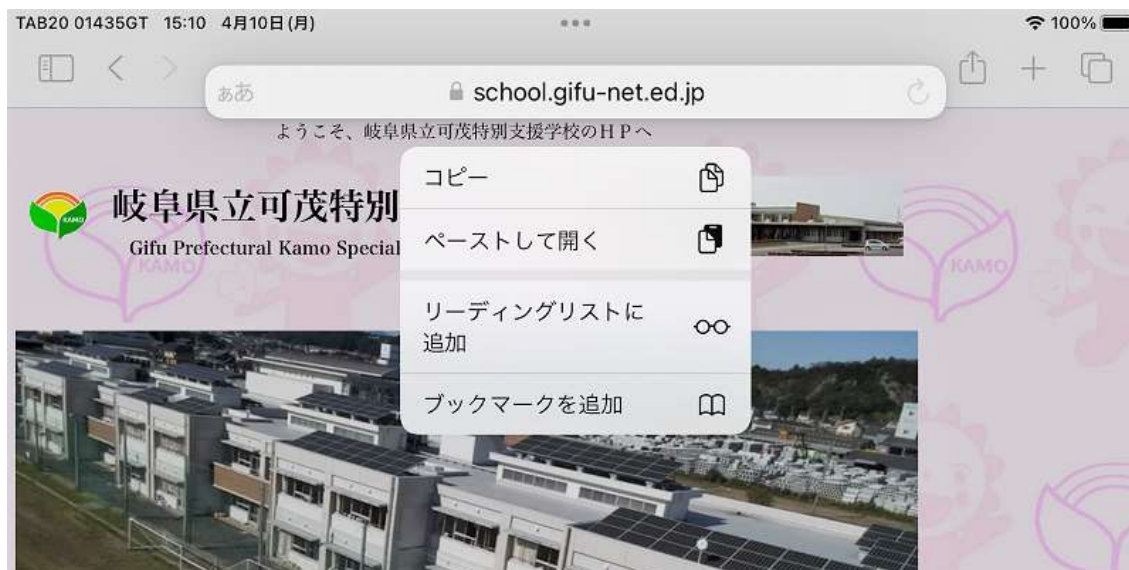 TAB20 01435GT 15:10 4月10日(月)
100%
ああ
school.gifu-net.ed.jp
ようこそ、岐阜県立可茂特別支援学校のHPへ
コピー
岐阜県立可茂特別
ペーストして開く
Gifu Prefectural Kamo Special
リーディングリストに
追加
ブックマークを追加
KAMO
KAMO
KAMO